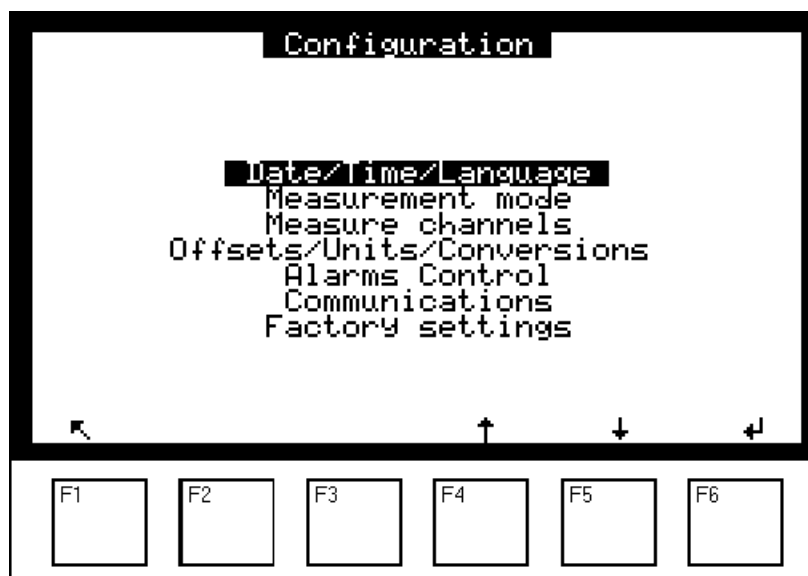 Configuration
Date/Time/Language
Measurement mode
Measure channels
Offsets/Units/Conversions
Alarms Control
Communications
Factory settings
F1 F2 F3 F4 F5 F6